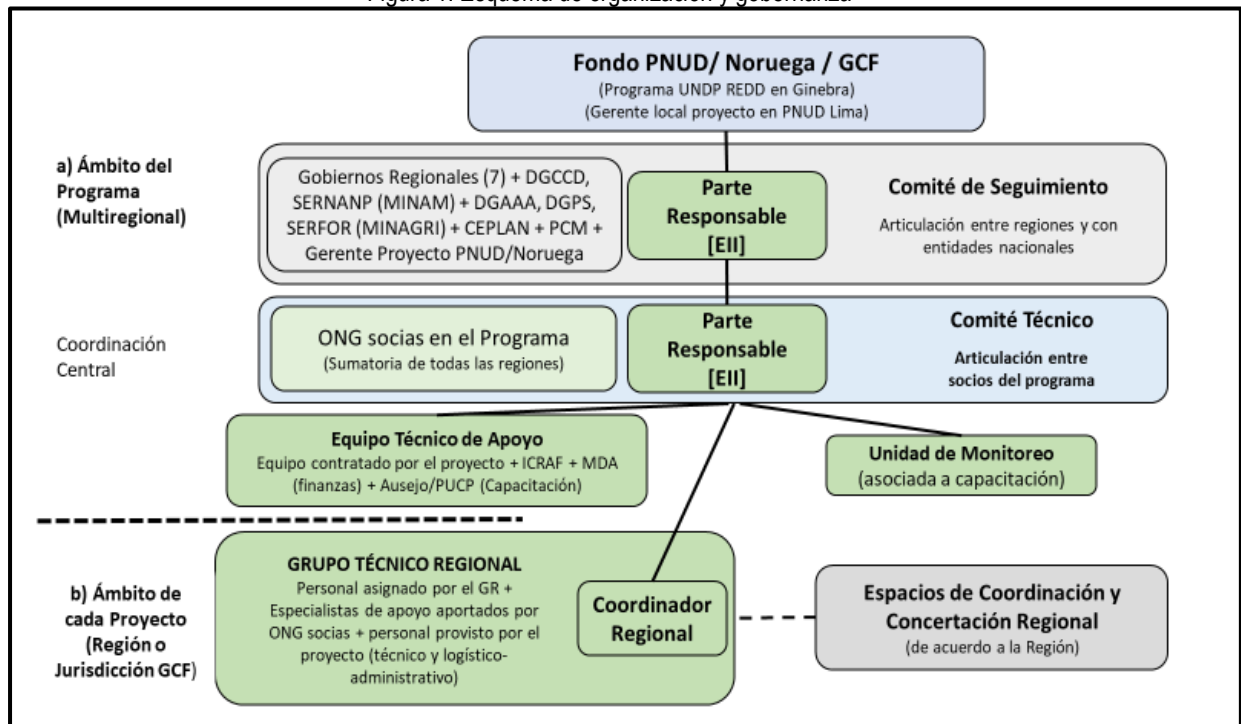 Figura 1. Esquema de organización y gobernanza
Fondo PNUD/ Noruega / GCF
(Programa UNDP REDD en Ginebra)
(Gerente local proyecto en PNUD Lima)
a) Ámbito del
Programa
(Multiregional)
Gobiernos Regionales (7) + DGCCD,
SERNANP (MINAM) + DGAAA, DGPS,
SERFOR (MINAGRI) + CEPLAN + PCM +
Gerente Proyecto PNUD/Noruega
Parte
Responsable
[EII]
Comité de Seguimiento
Articulación entre regiones y con
entidades nacionales
Coordinación
Central
ONG socias en el Programa
(Sumatoria de todas las regiones)
Parte
Responsable
[EII]
Comité Técnico
Articulación entre
socios del programa
Equipo Técnico de Apoyo
Equipo contratado por el proyecto + ICRAF + MDA
(finanzas) + Ausejo/PUCP (Capacitación)
Unidad de Monitoreo
(asociada a capacitación)
b) Ámbito de
cada Proyecto
(Región o
Jurisdicción GCF)
GRUPO TÉCNICO REGIONAL
Personal asignado por el GR +
Especialistas de apoyo aportados por
ONG socias + personal provisto por el
proyecto (técnico y logístico-
administrativo)
Coordinador
Regional
Espacios de Coordinación y
Concertación Regional
(de acuerdo a la Región)